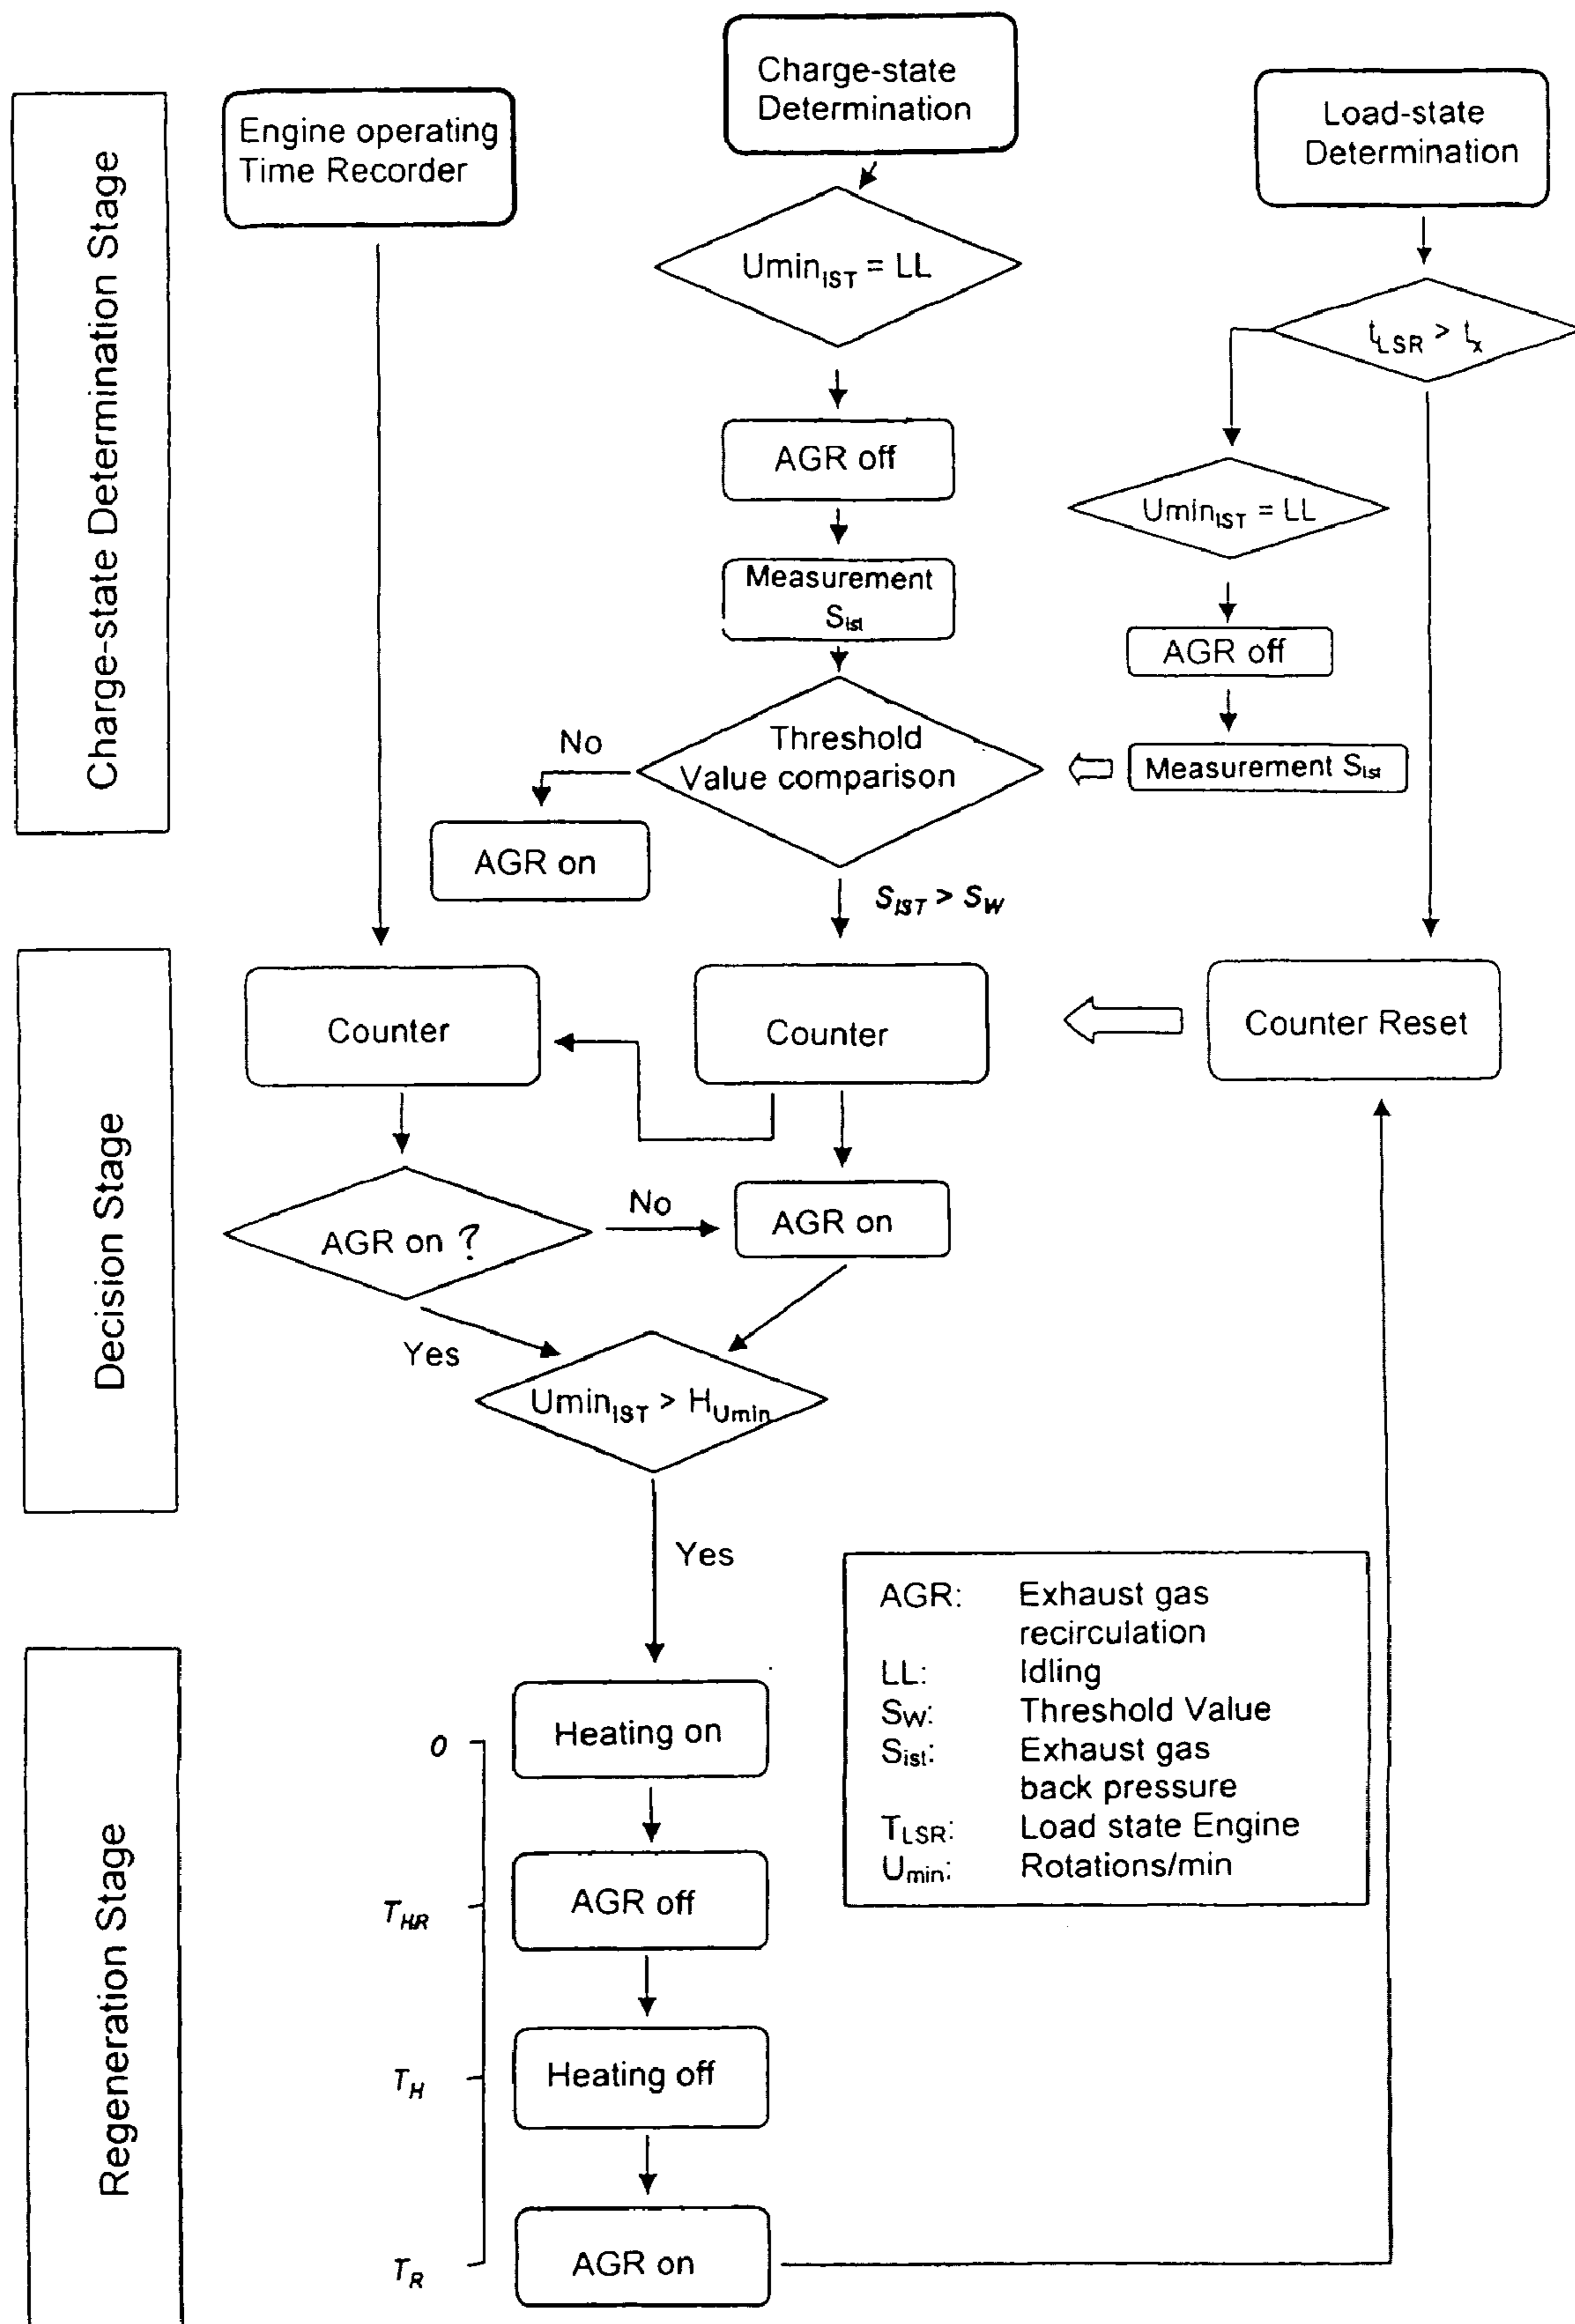 Charge-state Determination Stage
Engine operating
Time Recorder
Charge-state
Determination
Load-state
Determination
Umin_IST = LL
t_LSR > t_x
AGR off
Umin_IST = LL
Measurement
S_ist
AGR off
Threshold
Value comparison
Measurement S_ist
No
AGR on
S_IST > S_W
Decision Stage
Counter
Counter
Counter Reset
AGR on ?
No
AGR on
Yes
Umin_IST > H_Umin
Yes
AGR: Exhaust gas
recirculation
LL: Idling
S_W: Threshold Value
S_ist: Exhaust gas
back pressure
T_LSR: Load state Engine
U_min: Rotations/min
Regeneration Stage
0
Heating on
T_HR
AGR off
T_H
Heating off
T_R
AGR on